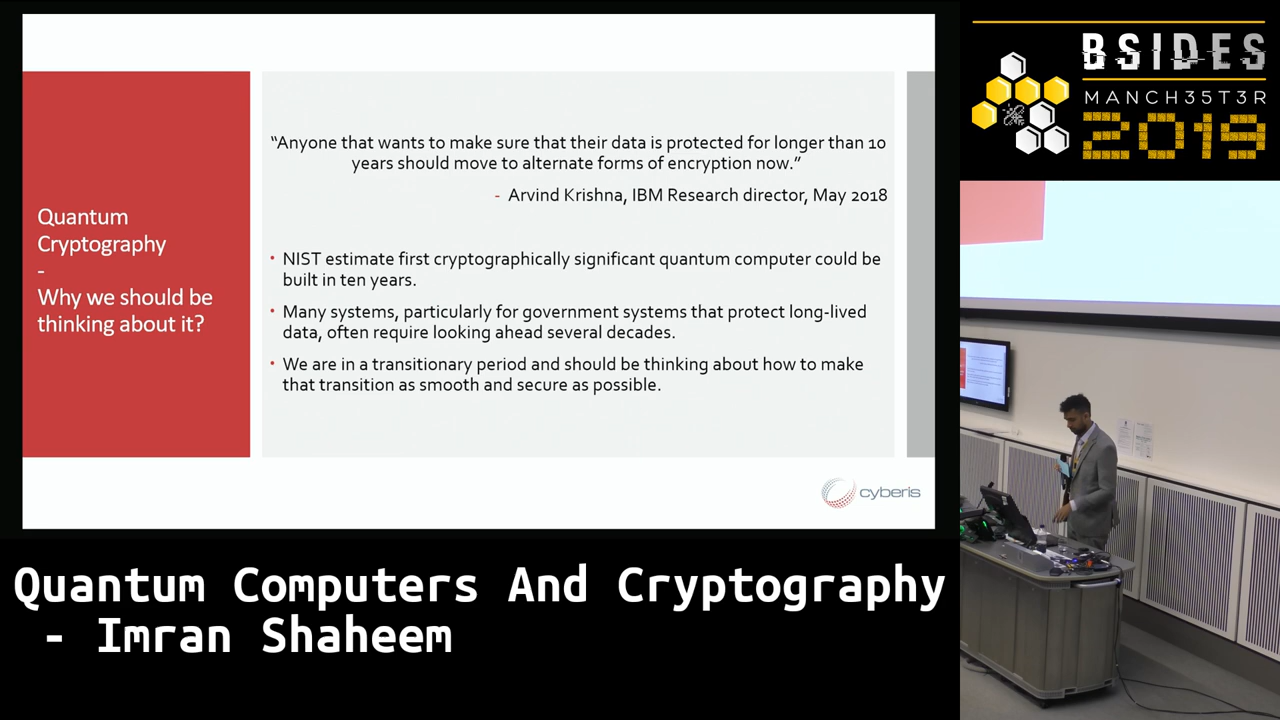 Quantum
Cryptography
-
Why we should be
thinking about it?
“Anyone that wants to make sure that their data is protected for longer than 10
years should move to alternate forms of encryption now.”
- Arvind Krishna, IBM Research director, May 2018
• NIST estimate first cryptographically significant quantum computer could be
built in ten years.
• Many systems, particularly for government systems that protect long-lived
data, often require looking ahead several decades.
• We are in a transitionary period and should be thinking about how to make
that transition as smooth and secure as possible.
cyberis
BSIDES
MANCH35T3R
2019
Quantum Computers And Cryptography
- Imran Shaheem